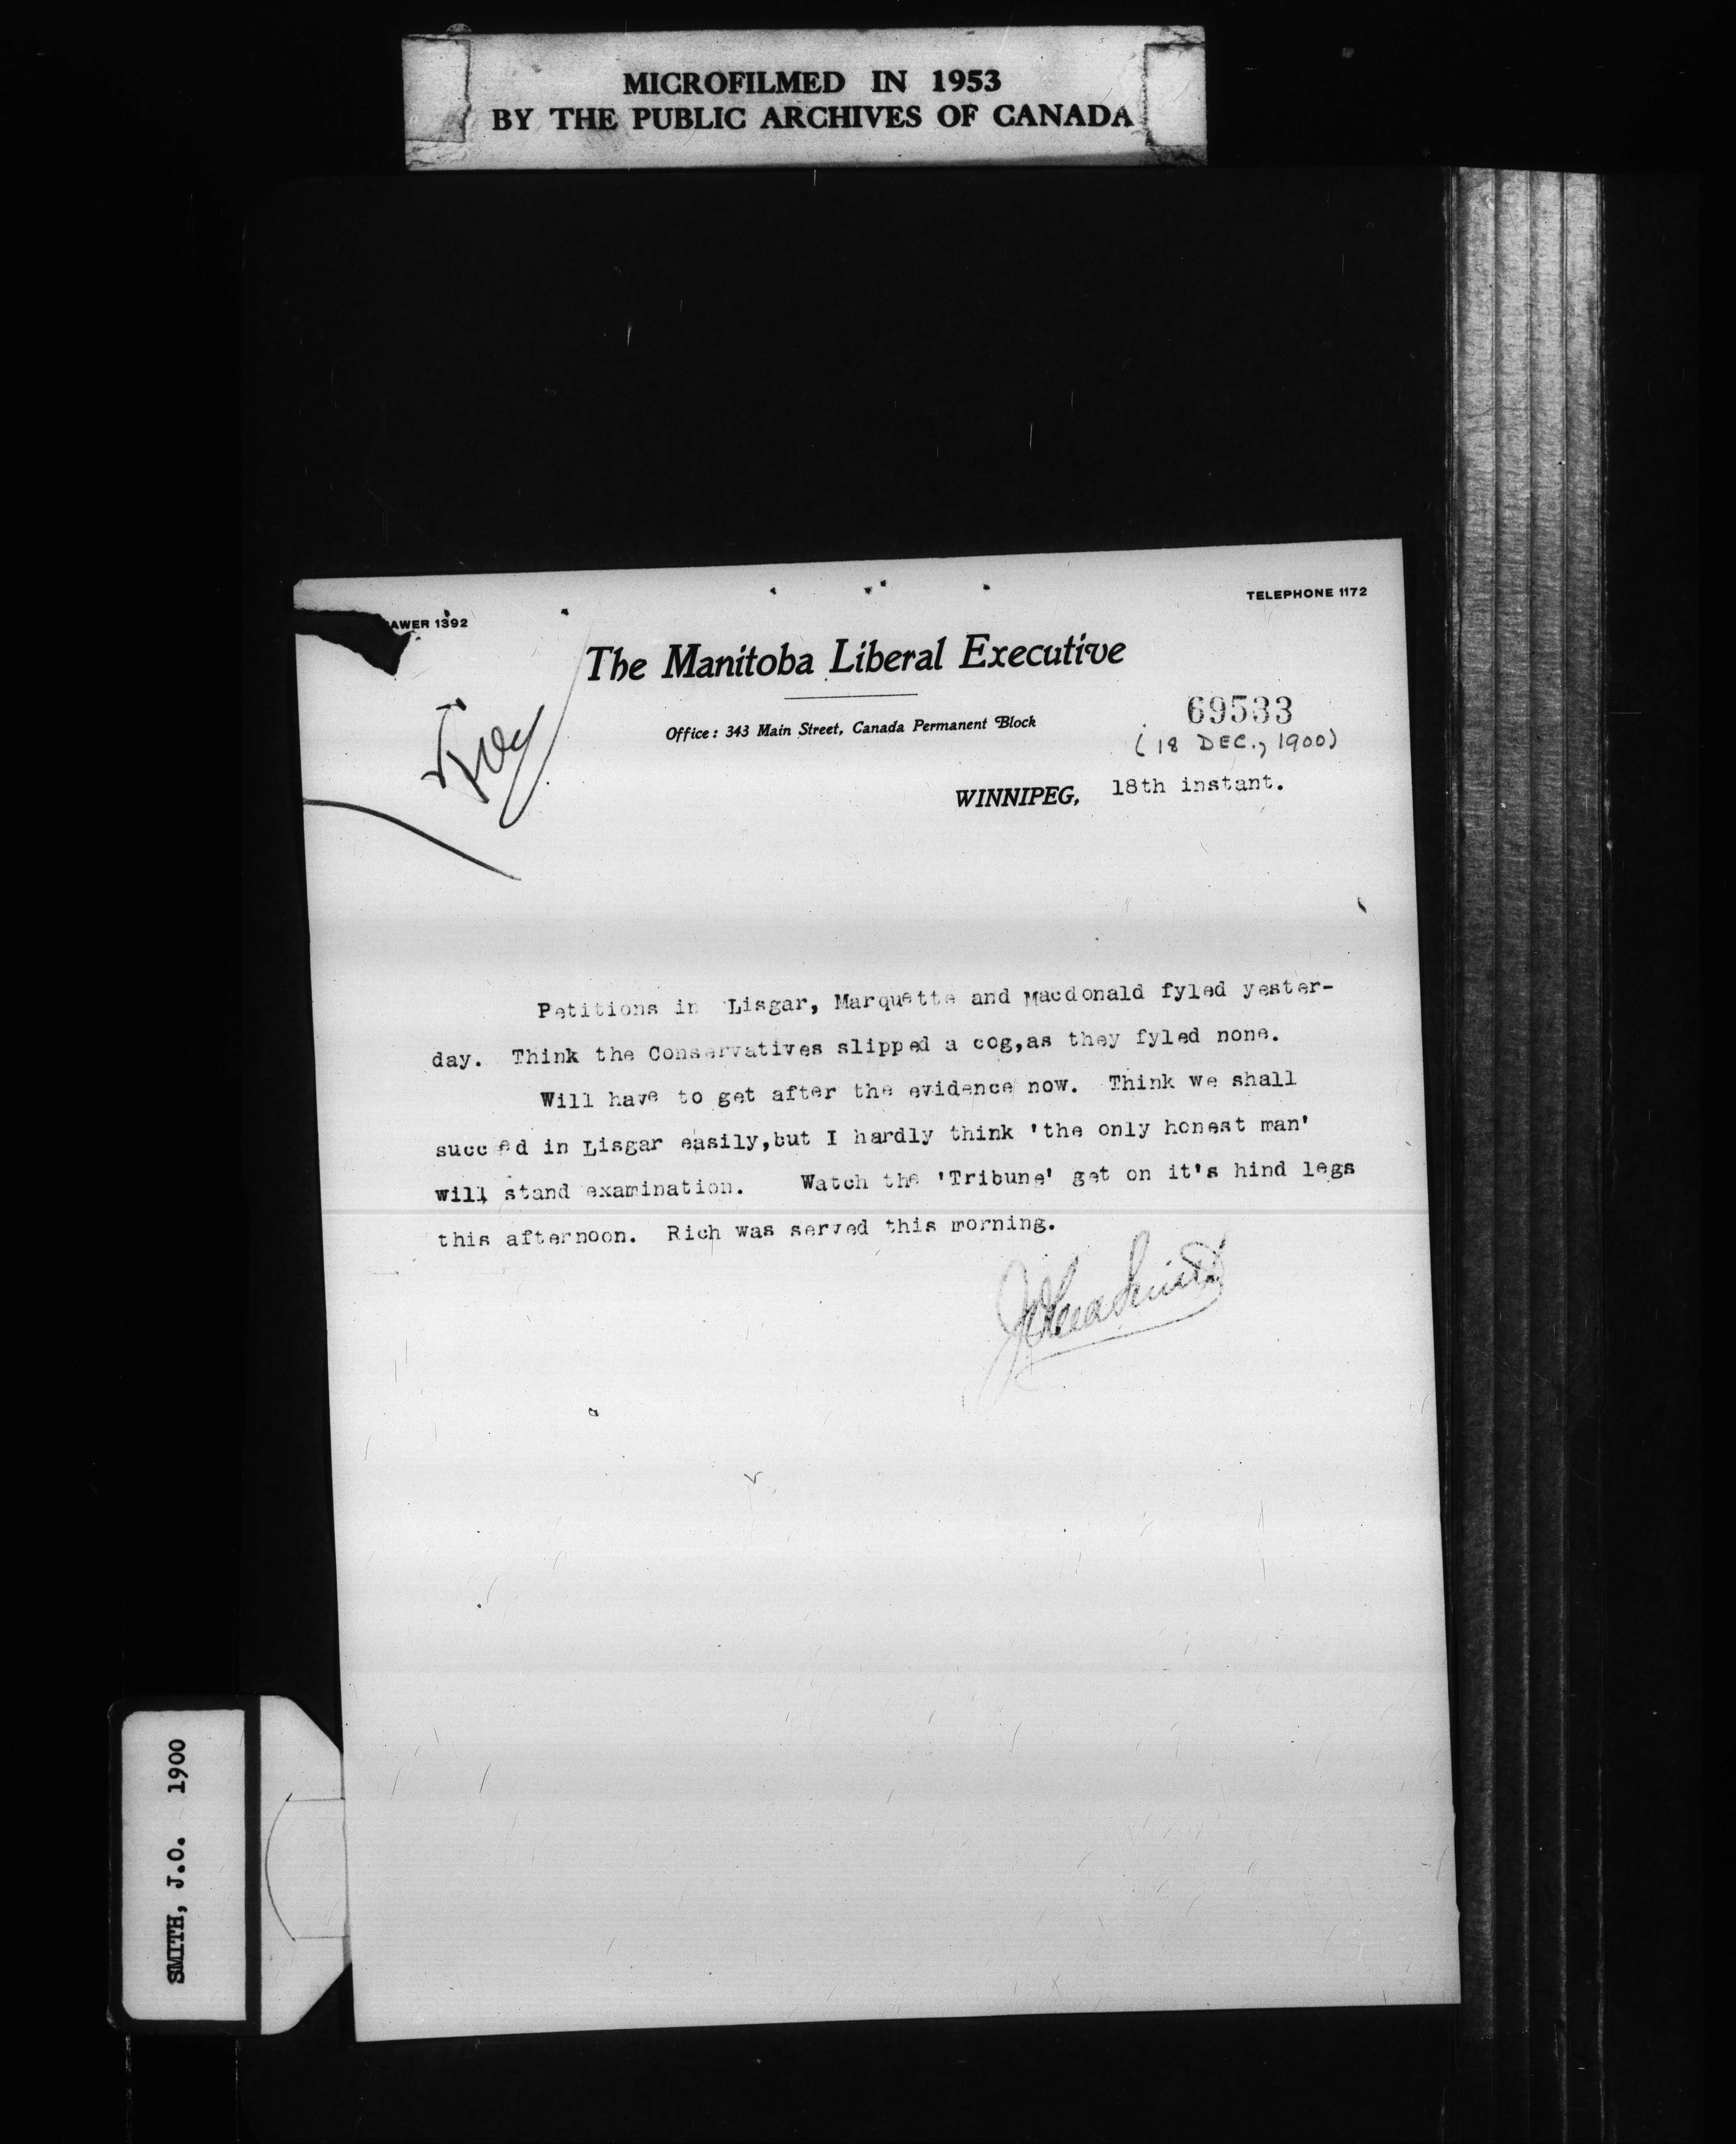 MICROFILMED IN 1953
BY THE PUBLIC ARCHIVES OF CANADA
AWER 1392
TELEPHONE 1172
The Manitoba Liberal Executive
Office: 343 Main Street, Canada Permanent Block
69533
(18 DEC., 1900)
WINNIPEG, 18th instant.
Petitions in Lisgar, Marquette and Macdonald fyled yester-
day. Think the Conservatives slipped a cog,as they fyled none.
Will have to get after the evidence now. Think we shall
succeed in Lisgar easily,but I hardly think 'the only honest man'
will stand examination. Watch the 'Tribune' get on it's hind legs
this afternoon. Rich was served this morning.
SMITH, J.O. 1900